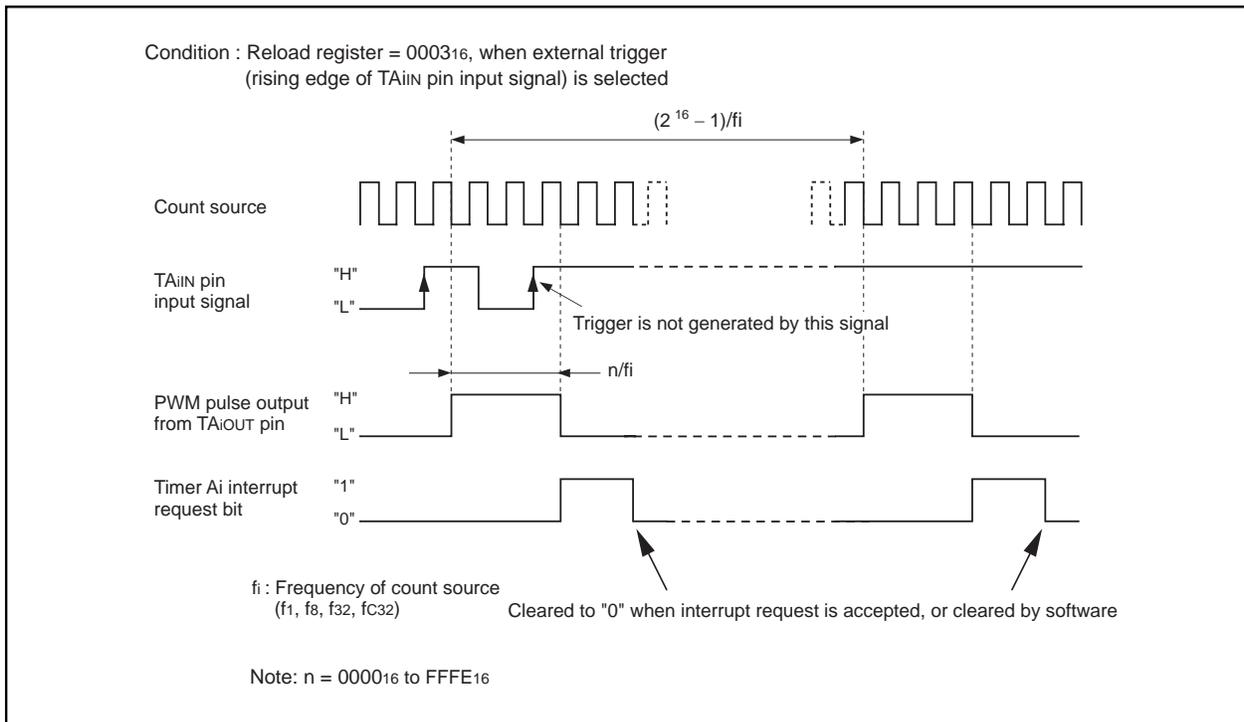 Condition : Reload register = 000316, when external trigger
(rising edge of TAiIN pin input signal) is selected
(2 16 – 1)/fi
Count source
TAiIN pin
input signal
"H"
"L"
Trigger is not generated by this signal
n/fi
PWM pulse output
from TAiOUT pin
"H"
"L"
Timer Ai interrupt
request bit
"1"
"0"
fi : Frequency of count source
(f1, f8, f32, fC32)
Cleared to "0" when interrupt request is accepted, or cleared by software
Note: n = 000016 to FFFE16